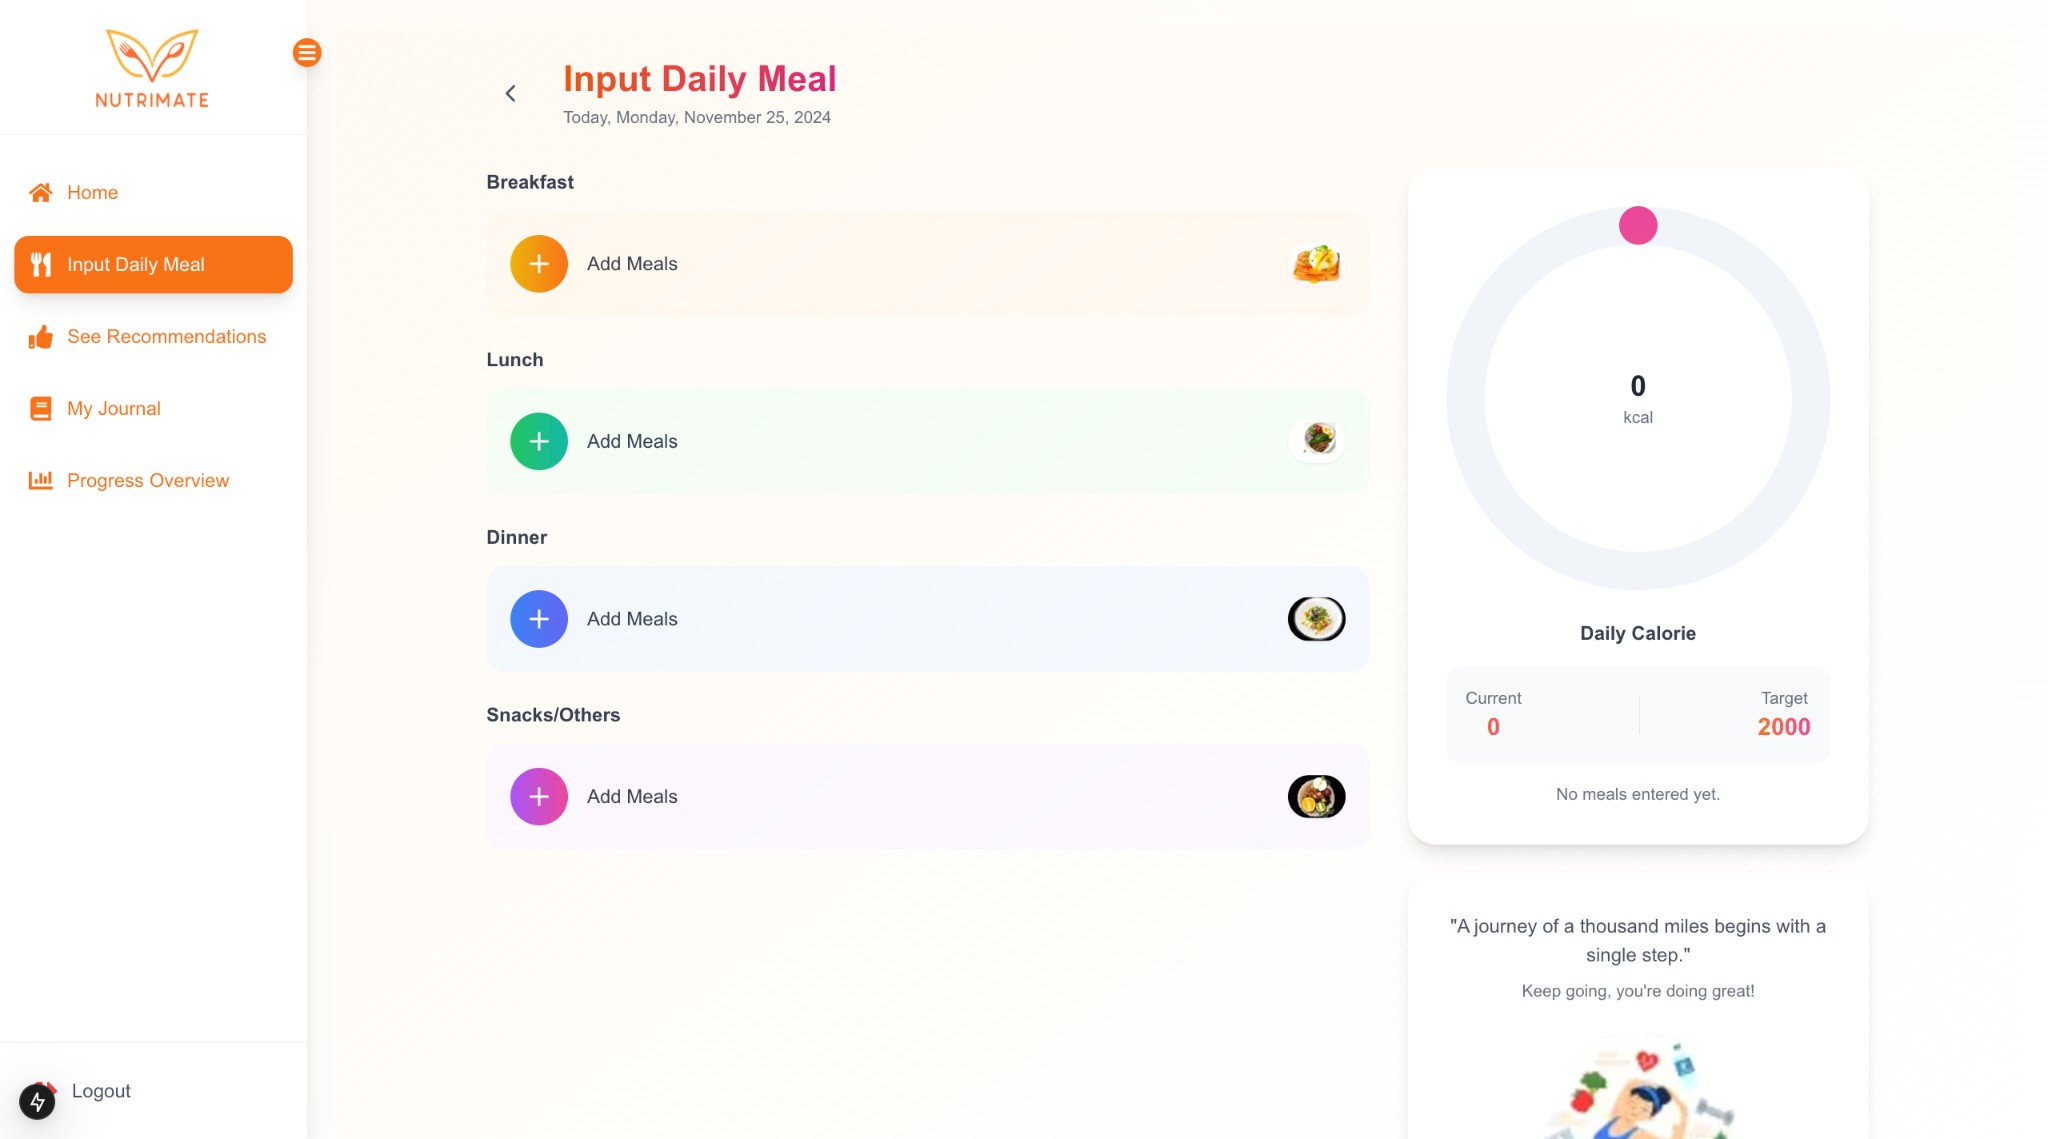 NUTRIMATE
Home
Input Daily Meal
See Recommendations
My Journal
Progress Overview
Logout
Input Daily Meal
Today, Monday, November 25, 2024
Breakfast
Add Meals
Lunch
Add Meals
Dinner
Add Meals
Snacks/Others
Add Meals
0
kcal
Daily Calorie
Current
0
Target
2000
No meals entered yet.
"A journey of a thousand miles begins with a
single step."
Keep going, you're doing great!